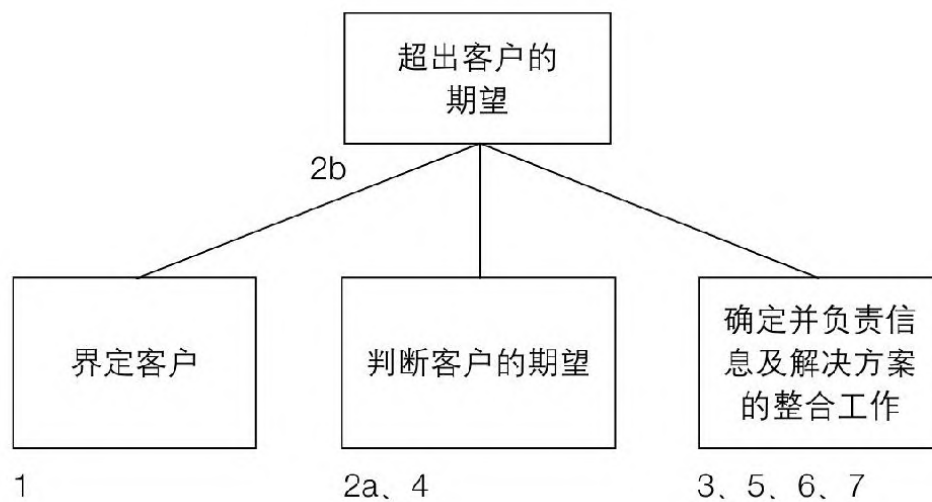 超出客户的
期望
2b
界定客户
判断客户的期望
确定并负责信
息及解决方案
的整合工作
1
2a、4
3、5、6、7